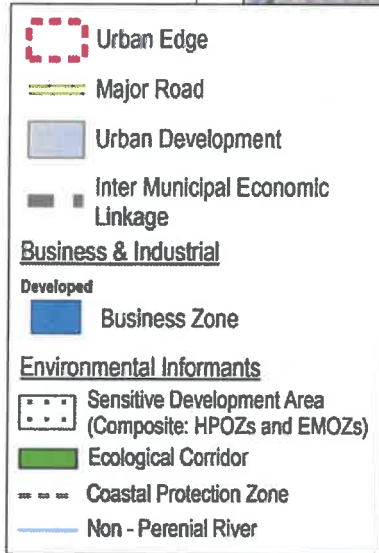 Urban Edge
Major Road
Urban Development
Inter Municipal Economic
Linkage
Business & Industrial
Developed
Business Zone
Environmental Informants
Sensitive Development Area
(Composite: HPOZs and EMOZs)
Ecological Corridor
Coastal Protection Zone
Non - Perenial River